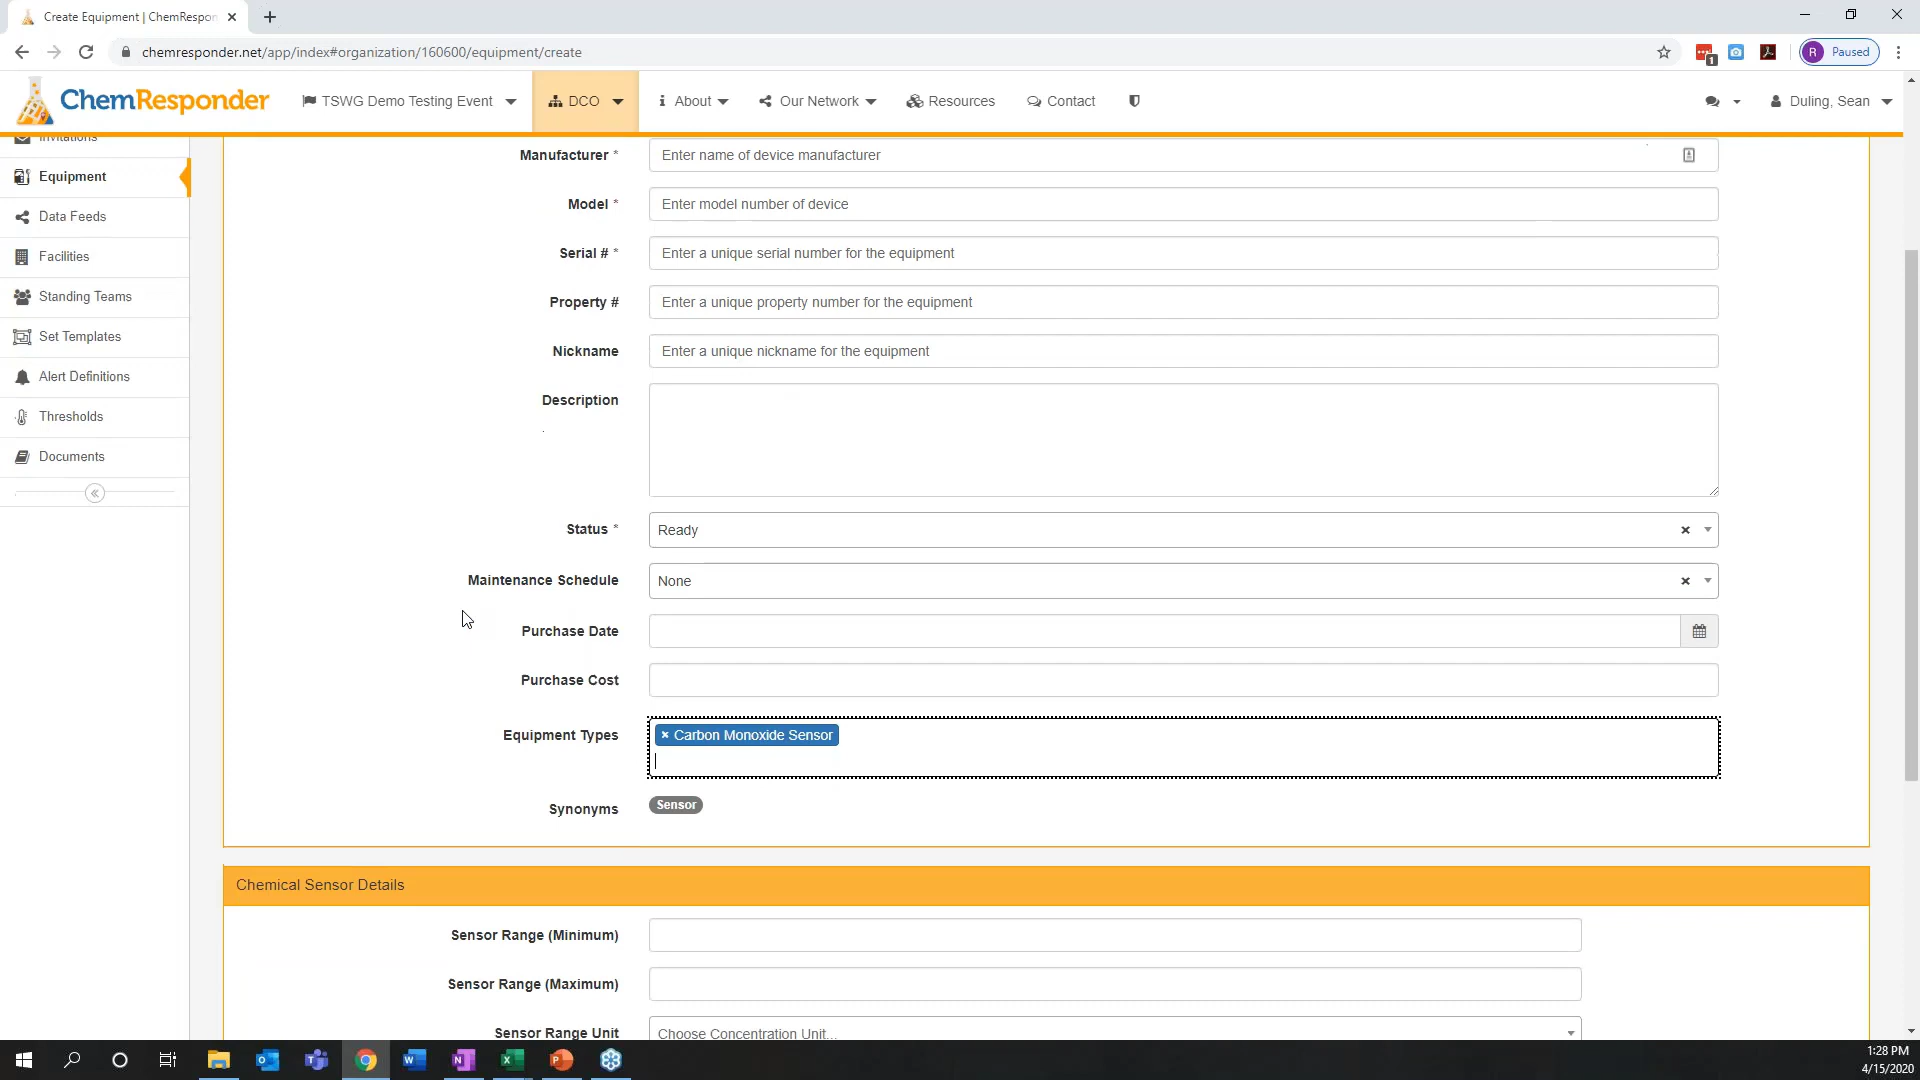 Create Equipment | ChemRespon
chemresponder.net/app/index#organization/160600/equipment/create
1
R Paused
ChemResponder
TSWG Demo Testing Event
DCO
About
Our Network
Resources
Contact
Duling, Sean
Invitations
Equipment
Data Feeds
Facilities
Standing Teams
Set Templates
Alert Definitions
Thresholds
Documents
Manufacturer * Enter name of device manufacturer
Model * Enter model number of device
Serial # * Enter a unique serial number for the equipment
Property # Enter a unique property number for the equipment
Nickname Enter a unique nickname for the equipment
Description
Status * Ready
Maintenance Schedule None
Purchase Date
Purchase Cost
Equipment Types × Carbon Monoxide Sensor
Synonyms Sensor
Chemical Sensor Details
Sensor Range (Minimum)
Sensor Range (Maximum)
Sensor Range Unit Choose Concentration Unit...
1:28 PM
4/15/2020